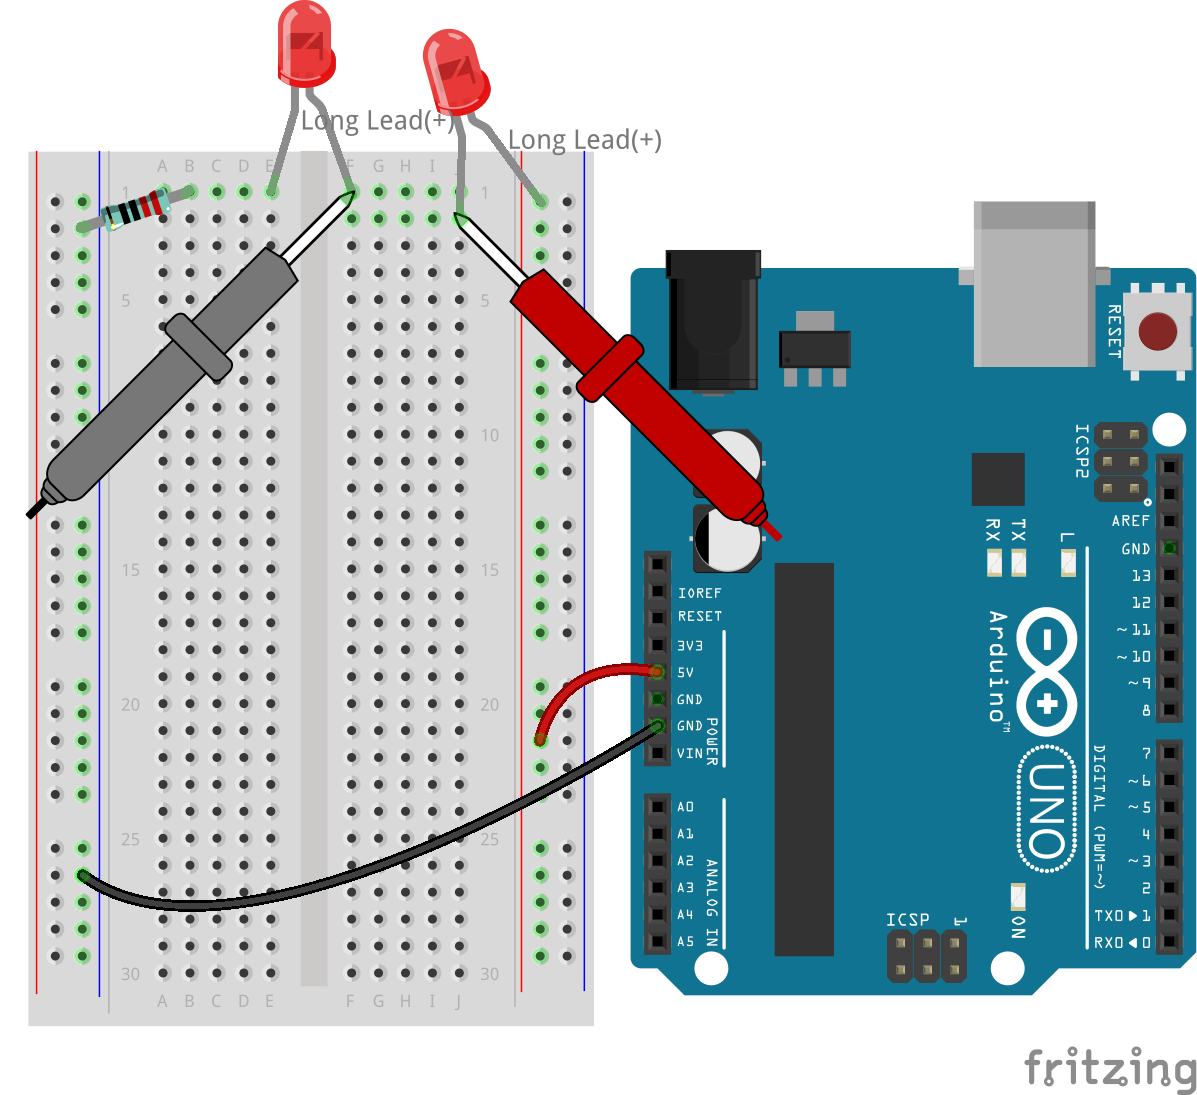 Long Lead(+)
Long Lead(+)
A B C D E F G H I J
1 1
5 5
10
15 15
20 20
25 25
30 30
A B C D E F G H I J
RESET
ICSP2
AREF
GND
RX TX L
13
12
~11
~10
~9
8
IOREF
RESET
3V3
5V
GND
GND
VIN
POWER
Arduino™
UNO
7
~6
~5
4
~3
2
TX0▶1
RX0◀0
DIGITAL (PWM=~)
A0
A1
A2
A3
A4
A5
ANALOG IN
ICSP 1
ON
fritzing